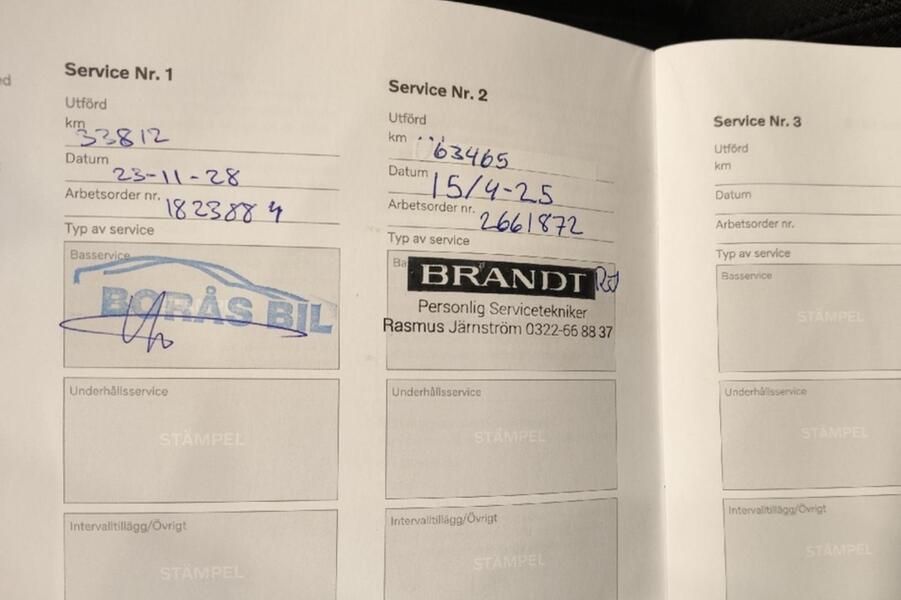 Service Nr. 1
Utförd
km 33812
Datum 23-11-28
Arbetsorder nr. 1823884
Typ av service
Basservice
BORÅS BIL
Underhållsservice
STÄMPEL
Intervalltillägg/Övrigt
STÄMPEL
Service Nr. 2
Utförd
km 63465
Datum 15/4-25
Arbetsorder nr. 2661872
Typ av service
Ba
BRANDT
Personlig Servicetekniker
Rasmus Järnström 0322-66 88 37
Underhållsservice
STÄMPEL
Intervalltillägg/Övrigt
STÄMPEL
Service Nr. 3
Utförd
km
Datum
Arbetsorder nr.
Typ av service
Basservice
STÄMPEL
Underhållsservice
STÄMPEL
Intervalltillägg/Övrigt
STÄMPEL